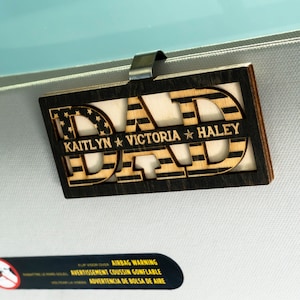 DAD
KAITLYN ★ VICTORIA ★ HALEY
AIRBAG WARNING
AVERTISSEMENT COUSSIN GONFLABLE
ADVERTENCIA DE BOLSA DE AIRE